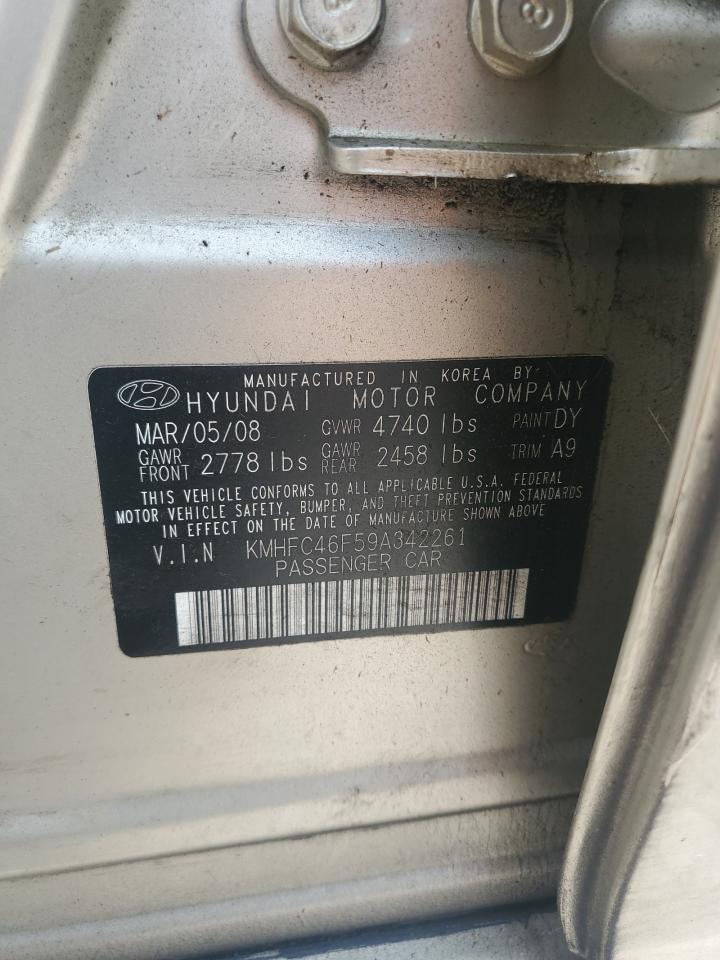 8 8
MANUFACTURED IN KOREA BY:
HYUNDAI MOTOR COMPANY
MAR/05/08 GVWR 4740 lbs PAINT DY
GAWR FRONT 2778 lbs GAWR REAR 2458 lbs TRIM A9
THIS VEHICLE CONFORMS TO ALL APPLICABLE U.S.A. FEDERAL
MOTOR VEHICLE SAFETY, BUMPER, AND THEFT PREVENTION STANDARDS
IN EFFECT ON THE DATE OF MANUFACTURE SHOWN ABOVE
V.I.N KMHFC46F59A342261
PASSENGER CAR